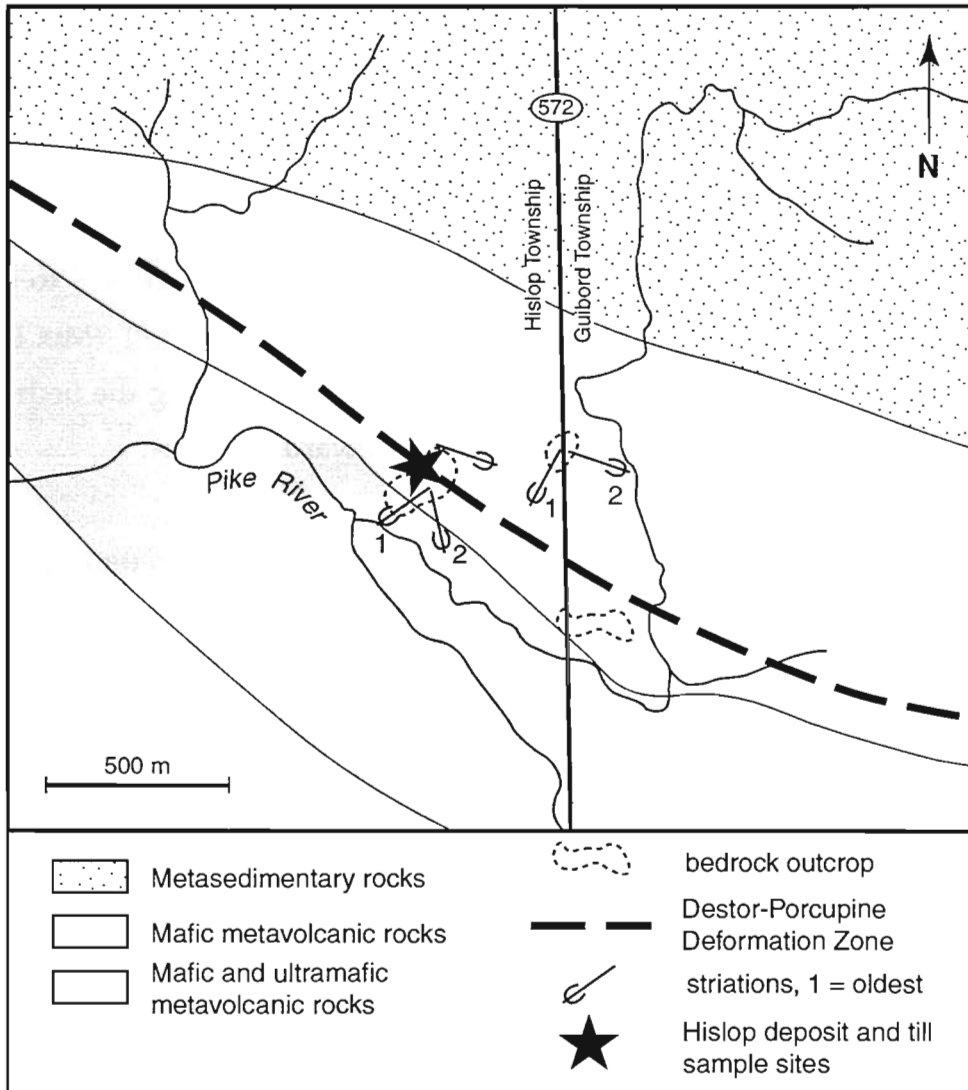 572
N
Hislop Township
Guibord Township
Pike River
1
2
1
2
500 m
Metasedimentary rocks
Mafic metavolcanic rocks
Mafic and ultramafic
metavolcanic rocks
bedrock outcrop
Destor-Porcupine
Deformation Zone
striations, 1 = oldest
Hislop deposit and till
sample sites